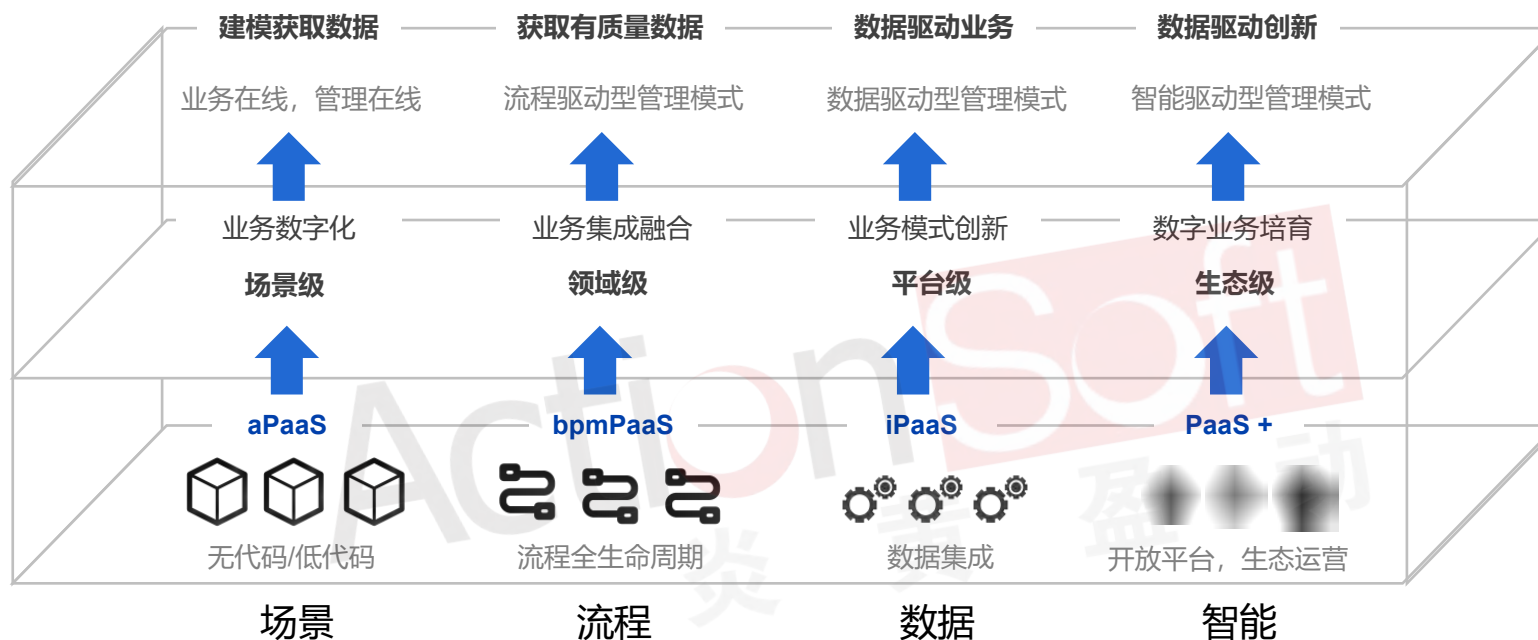 建模获取数据 获取有质量数据 数据驱动业务 数据驱动创新
业务在线，管理在线 流程驱动型管理模式 数据驱动型管理模式 智能驱动型管理模式
业务数字化 业务集成融合 业务模式创新 数字业务培育
场景级 领域级 平台级 生态级
aPaaS bpmPaaS iPaaS PaaS +
ActionSoft
炎黄盈动
无代码/低代码 流程全生命周期 数据集成 开放平台，生态运营
场景 流程 数据 智能